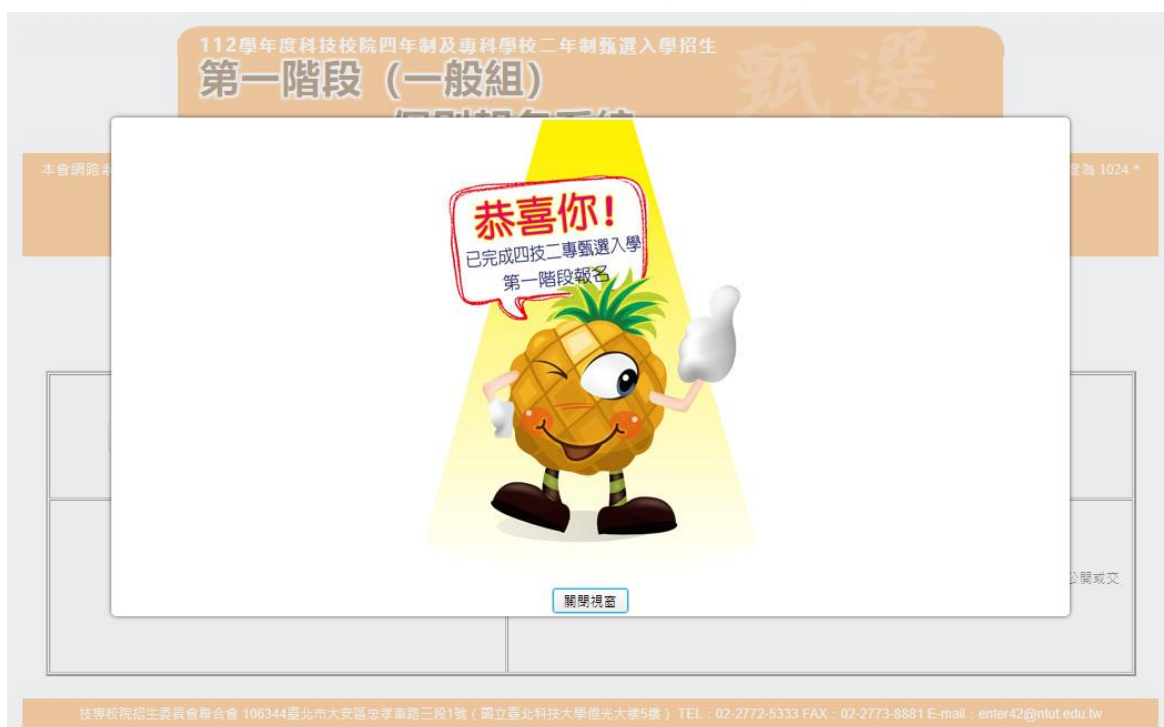 112學年度科技校院四年制及專科學校二年制甄選入學招生
第一階段（一般組）
甄選
本會網路
度為 1024 *
恭喜你!
已完成四技二專甄選入學
第一階段報名
公開或交
關閉視窗
技專校院招生委員會聯合會 106344臺北市大安區忠孝東路三段1號（國立臺北科技大學億光大樓5樓） TEL：02-2772-5333 FAX：02-2773-8881 E-mail：enter42@ntut.edu.tw